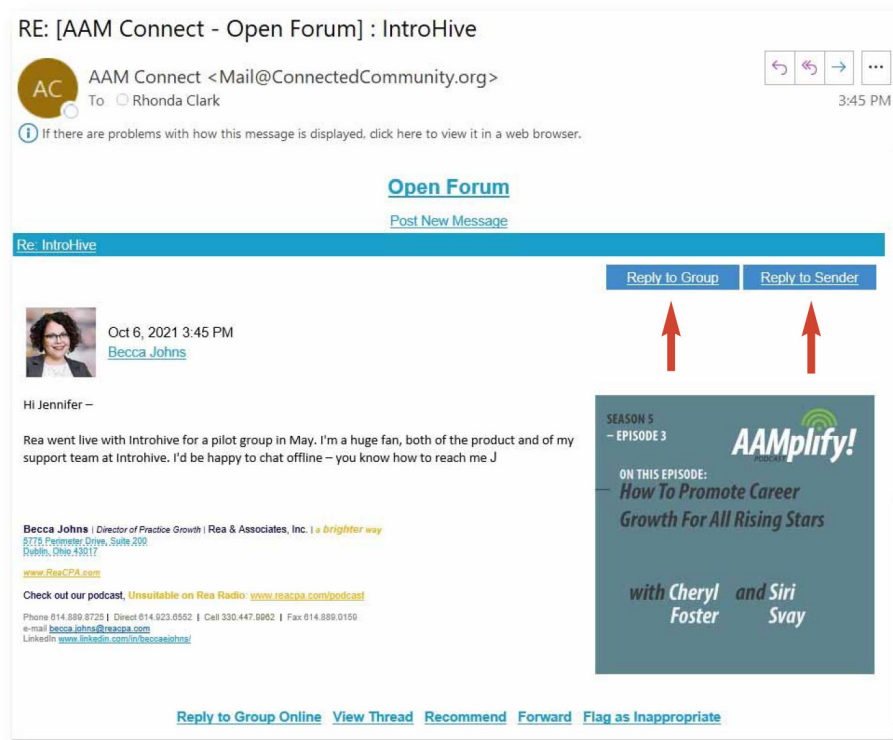 RE: [AAM Connect - Open Forum] : IntroHive
AC
AAM Connect <Mail@ConnectedCommunity.org>
To Rhonda Clark
3:45 PM
If there are problems with how this message is displayed, click here to view it in a web browser.
Open Forum
Post New Message
Re: IntroHive
Reply to Group Reply to Sender
Oct 6, 2021 3:45 PM
Becca Johns
Hi Jennifer –
Rea went live with Introhive for a pilot group in May. I'm a huge fan, both of the product and of my
support team at Introhive. I'd be happy to chat offline – you know how to reach me J
Becca Johns | Director of Practice Growth | Rea & Associates, Inc. | a brighter way
5775 Perimeter Drive, Suite 200
Dublin, Ohio 43017
www.ReaCPA.com
Check out our podcast, Unsuitable on Rea Radio: www.reacpa.com/podcast
Phone 614.889.8725 | Direct 614.923.6552 | Cell 330.447.9962 | Fax 614.889.0159
e-mail becca.johns@reacpa.com
LinkedIn www.linkedin.com/in/beccaejohns/
SEASON 5
– EPISODE 3
AAMplify!
PODCAST
ON THIS EPISODE:
How To Promote Career
Growth For All Rising Stars
with Cheryl and Siri
Foster Svay
Reply to Group Online View Thread Recommend Forward Flag as Inappropriate